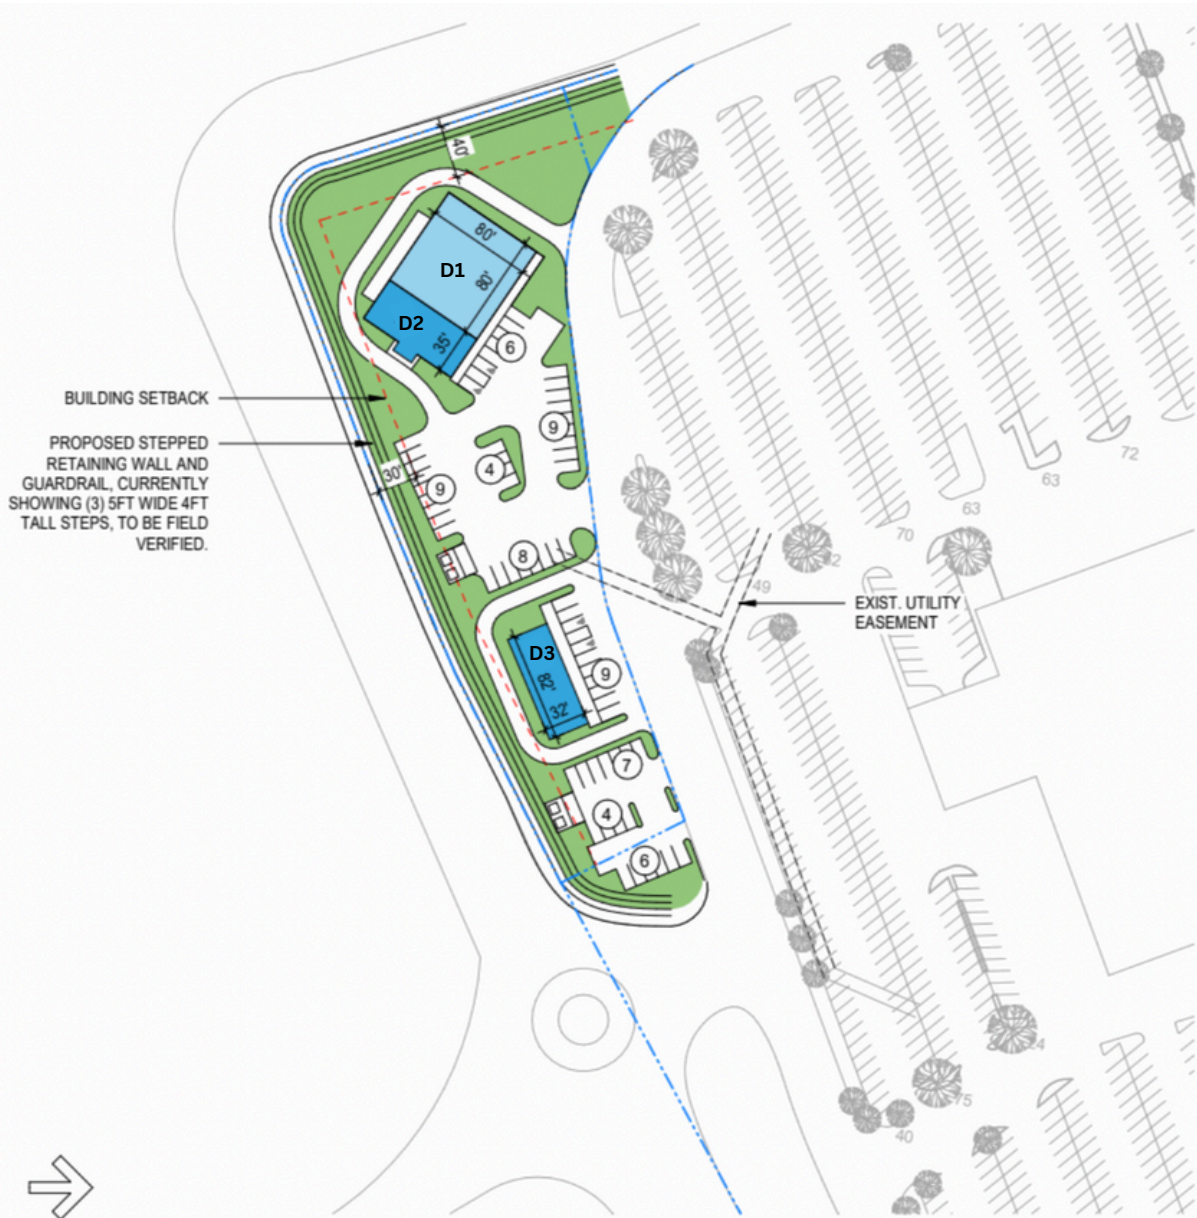 40'
80'
D1
80'
D2
35'
6
BUILDING SETBACK
9
PROPOSED STEPPED
RETAINING WALL AND
GUARDRAIL, CURRENTLY
SHOWING (3) 5FT WIDE 4FT
TALL STEPS, TO BE FIELD
VERIFIED.
30'
4
9
72
63
63
70
8
49
EXIST. UTILITY
EASEMENT
D3
82'
9
32'
7
4
6
75
40